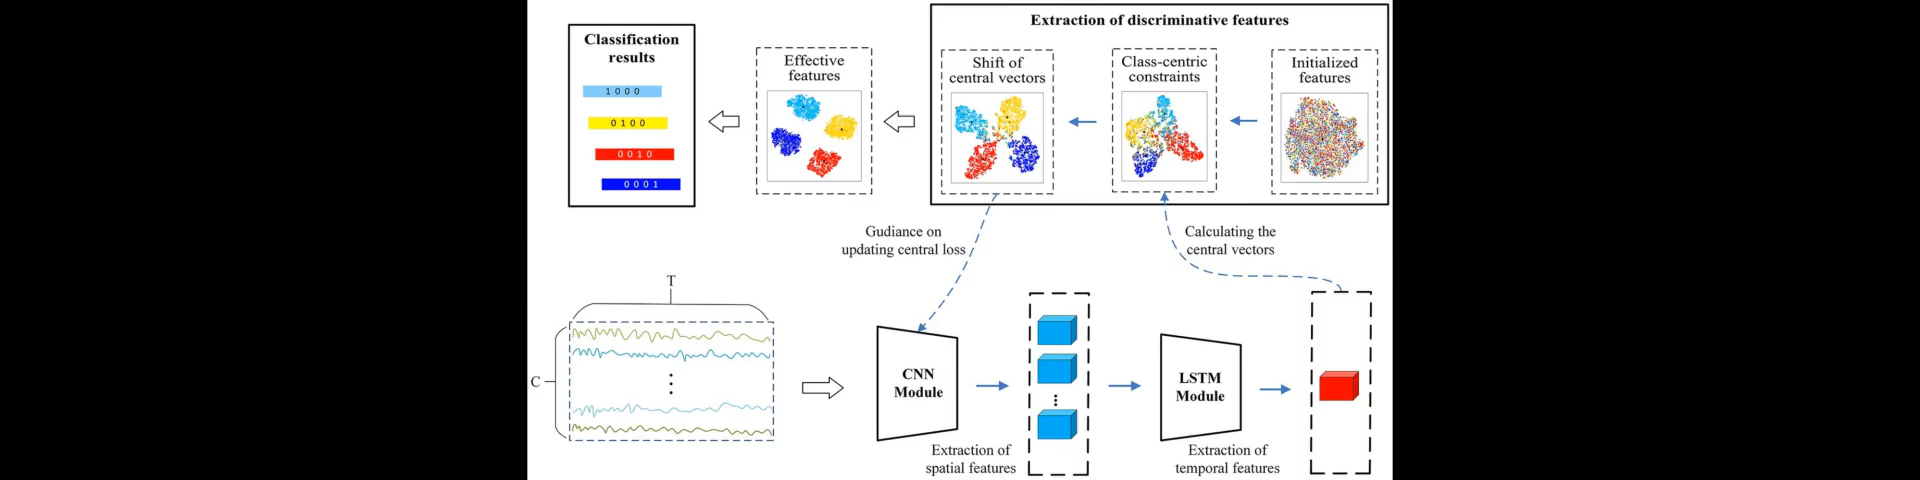 Extraction of discriminative features
Classification
results
1 0 0 0
0 1 0 0
0 0 1 0
0 0 0 1
Effective
features
Shift of
central vectors
Class-centric
constraints
Initialized
features
Gudiance on
updating central loss
Calculating the
central vectors
T
C
CNN
Module
LSTM
Module
Extraction of
spatial features
Extraction of
temporal features